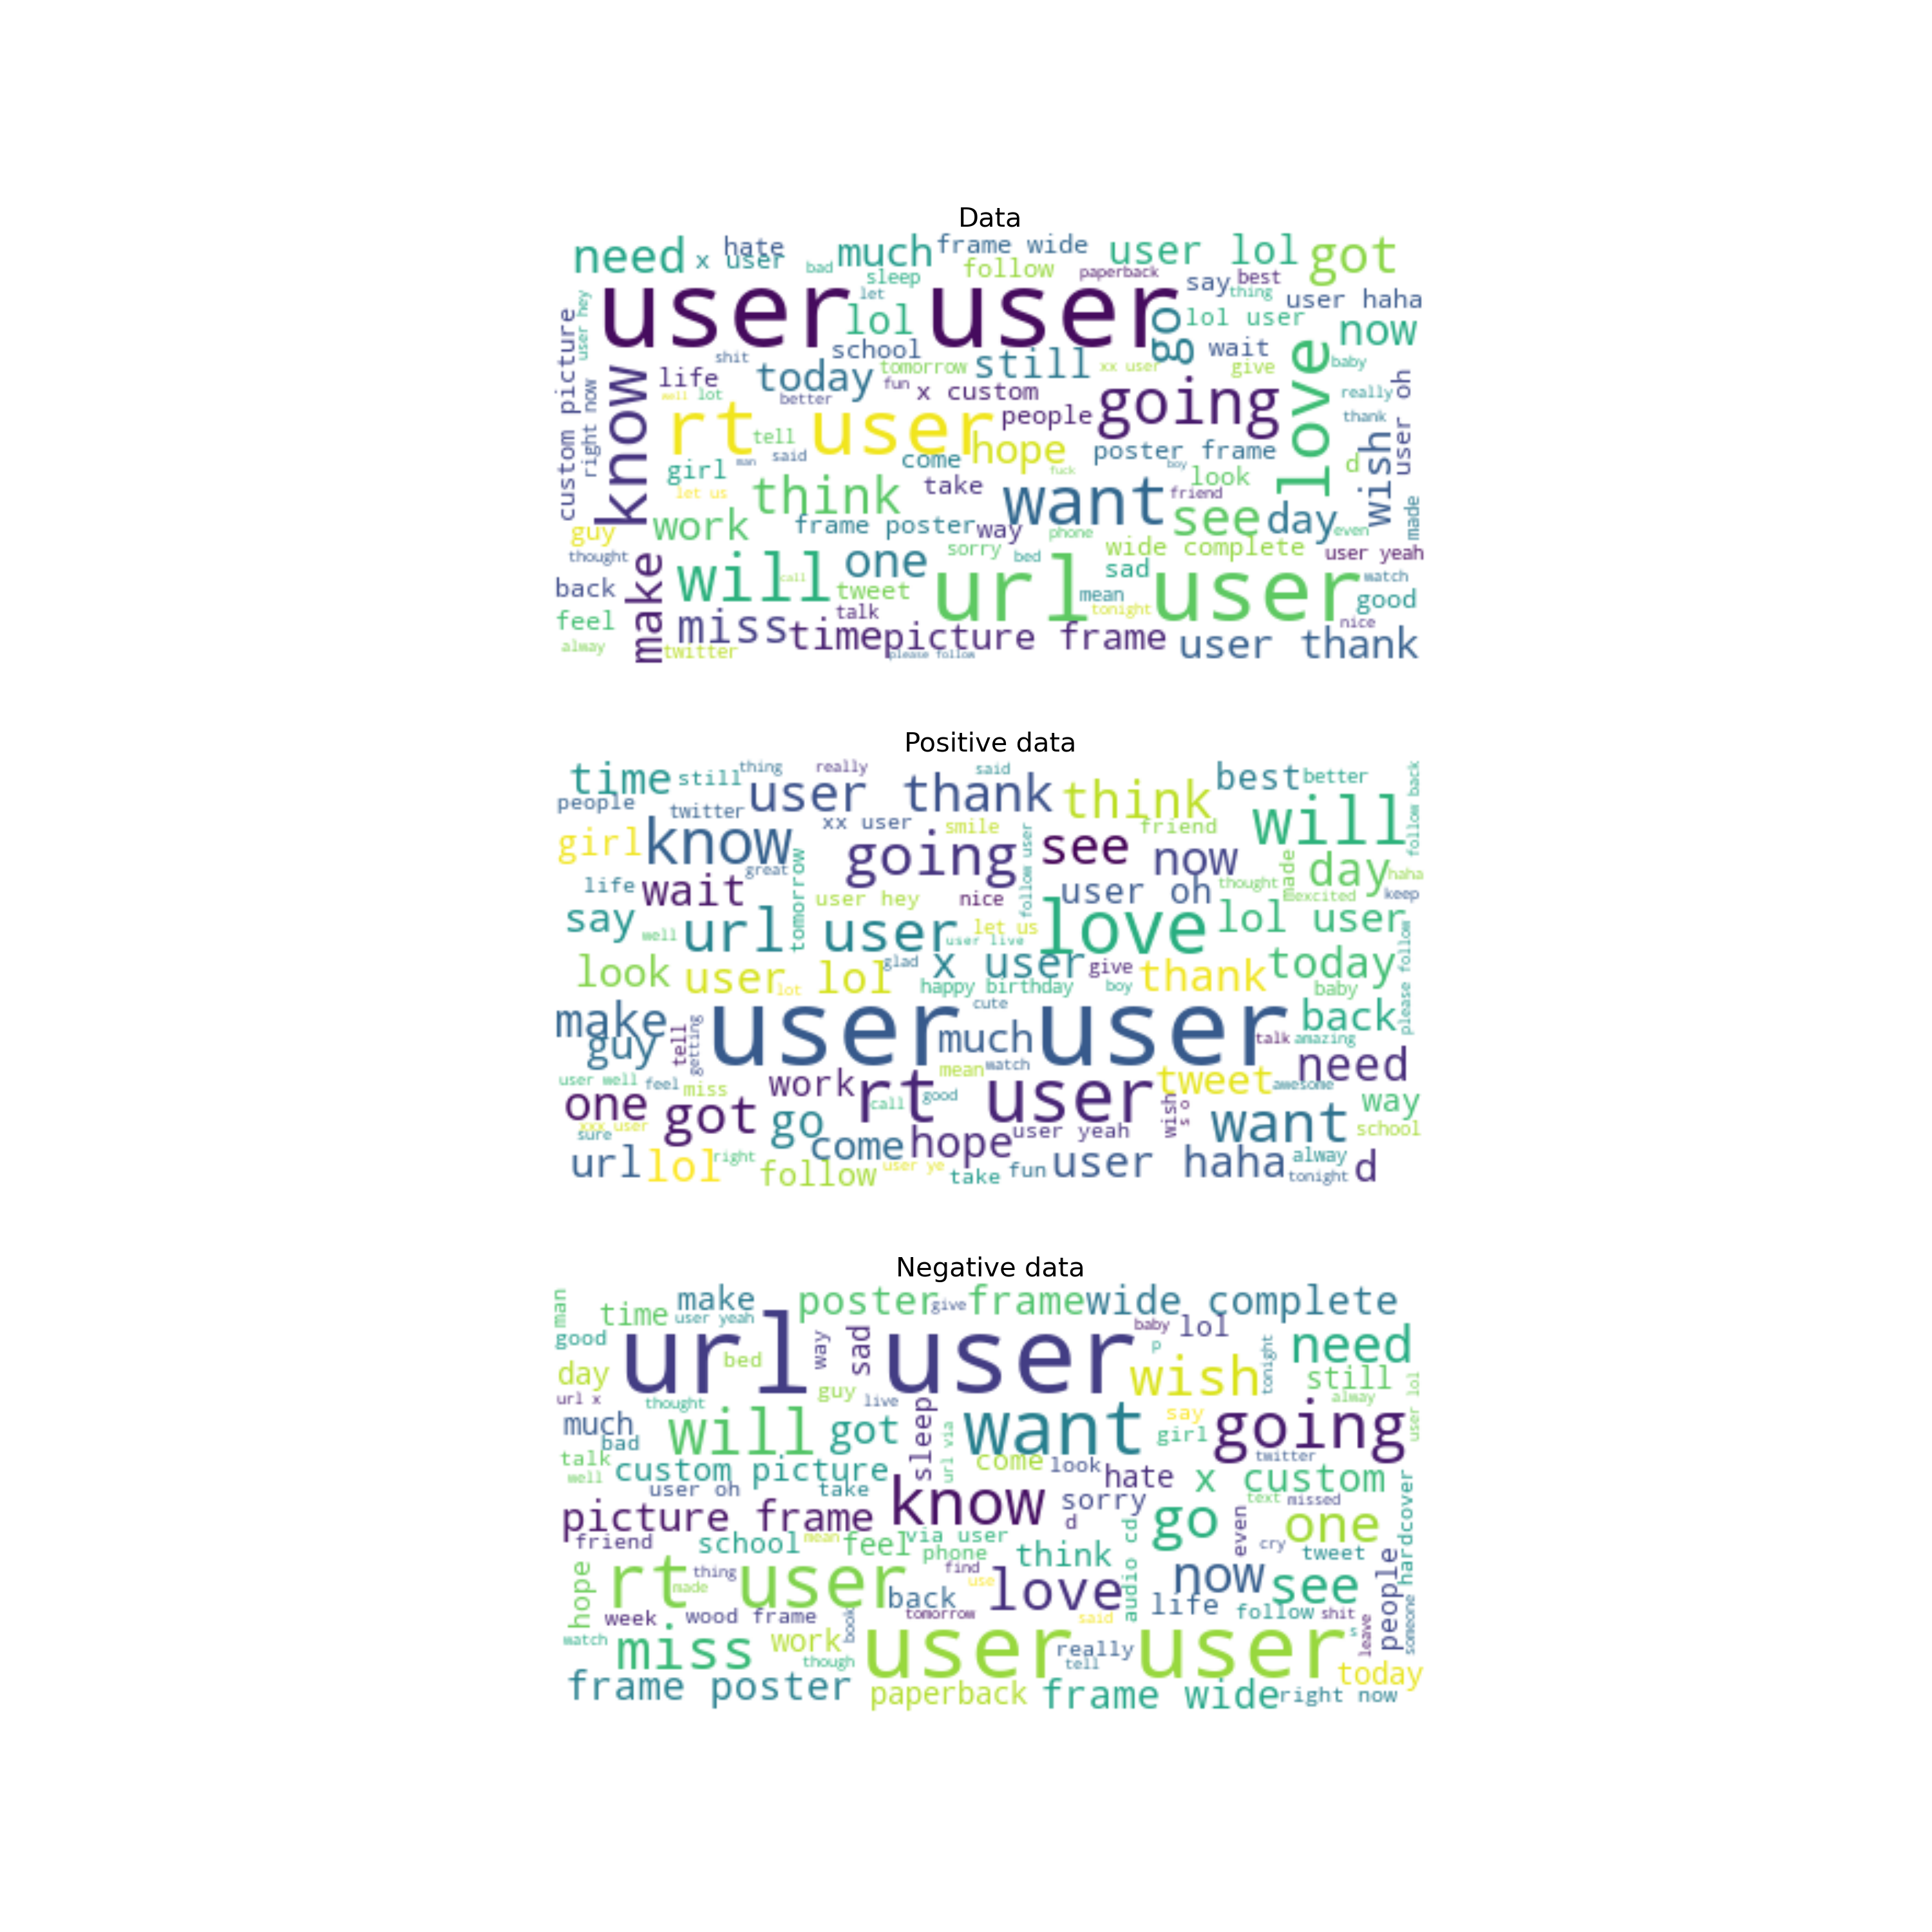 Data
need
x user
hate
bad
much
sleep
frame wide
follow
paperback
user lol
got
say
best
thing
user haha
user user
let
lol
go
lol user
now
custom picture
user hey
right now
know
shit
school
life
today
tomorrow
still
xx user
wait
give
love
baby
well
lot
better
fun
x custom
people
going
really
thank
user oh
rt user
tell
hope
poster frame
wish
d
girl
man
said
come
boy
look
fuck
let us
think
take
want
friend
see
day
made
even
guy
work
frame poster
way
phone
thought
one
sorry
bed
wide complete
user yeah
back
make
will
call
tweet
url user
sad
mean
tonight
watch
good
feel
miss
talk
time
picture frame
nice
user thank
alway
twitter
please follow
Positive data
time
still
thing
really
user thank
said
think
best
better
follow back
people
twitter
will
girl
know
xx user
smile
friend
going
follow user
see
now
made
day
haha
life
wait
great
tomorrow
user hey
nice
user oh
thought
excited
keep
say
well
url user
let us
user live
love
lol user
please follow
look
user lol
lot
glad
x user
give
thank
today
happy birthday
boy
baby
make
guy
tell
getting
user user
cute
much
talk
amazing
back
need
user well
feel
miss
work
mean
watch
tweet
awesome
one
xxx user
sure
got
go
call
good
rt user
wish
s o
want
way
school
come
hope
user yeah
url
lol
right
follow
user ye
take
fun
user haha
alway
tonight
d
Negative data
man
time
make
user yeah
poster frame
give
wide complete
good
url user
way
sad
baby
lol
p
tonight
need
day
bed
wish
still
url x
thought
guy
live
alway
user lol
much
bad
will
got
sleep
url via
want
say
girl
going
talk
well
custom picture
come
look
twitter
user oh
take
know
hate
x custom
picture frame
sorry
d
text
missed
someone hardcover
friend
school
mean
feel
via user
phone
think
audio cd
go
even
one
cry
tweet
people
hope
rt user
thing
made
find
use
love
now
see
back
life
follow
shit
week
wood frame
book
tomorrow
said
leave
s
watch
miss
work
though
user user
really
tell
today
frame poster
paperback
frame wide
right now